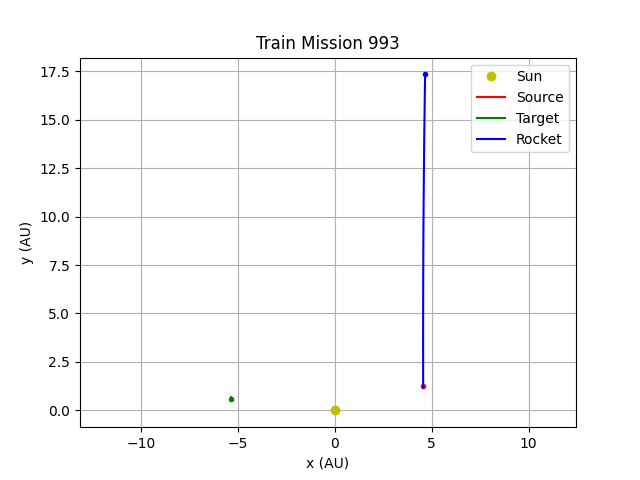 Train Mission 993
17.5
15.0
12.5
10.0
7.5
5.0
2.5
0.0
y (AU)
Sun
Source
Target
Rocket
−10
−5
0
5
10
x (AU)